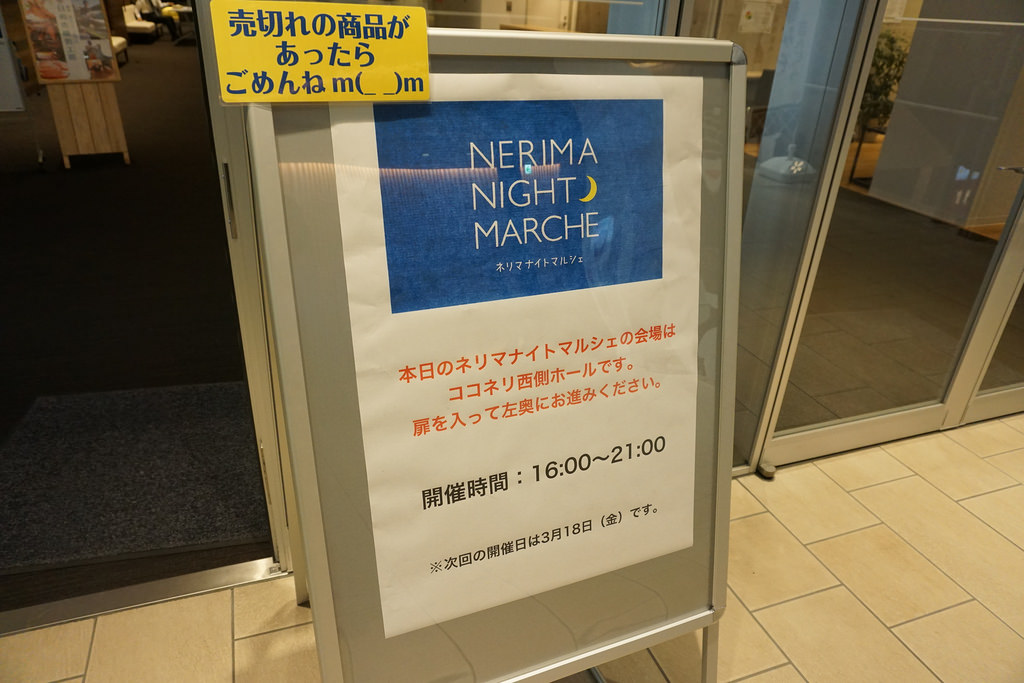 売切れの商品が
あったら
ごめんねm(_ _)m
NERIMA
NIGHT
MARCHE
ネリマナイトマルシェ
本日のネリマナイトマルシェの会場は
ココネリ西側ホールです。
扉を入って左奥にお進みください。
開催時間：16:00〜21:00
※次回の開催日は3月18日（金）です。